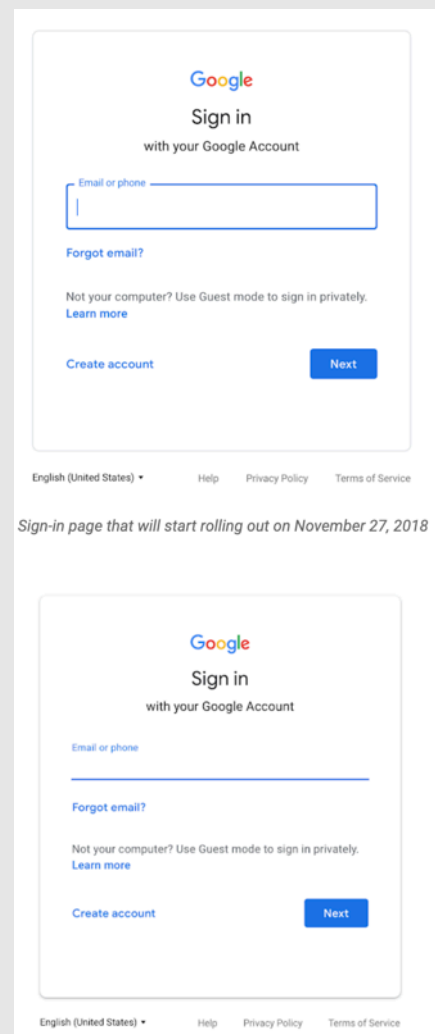 Google
Sign in
with your Google Account
Email or phone
Forgot email?
Not your computer? Use Guest mode to sign in privately.
Learn more
Create account
Next
English (United States)
Help Privacy Policy Terms of Service
Sign-in page that will start rolling out on November 27, 2018
Google
Sign in
with your Google Account
Email or phone
Forgot email?
Not your computer? Use Guest mode to sign in privately.
Learn more
Create account
Next
English (United States)
Help Privacy Policy Terms of Service